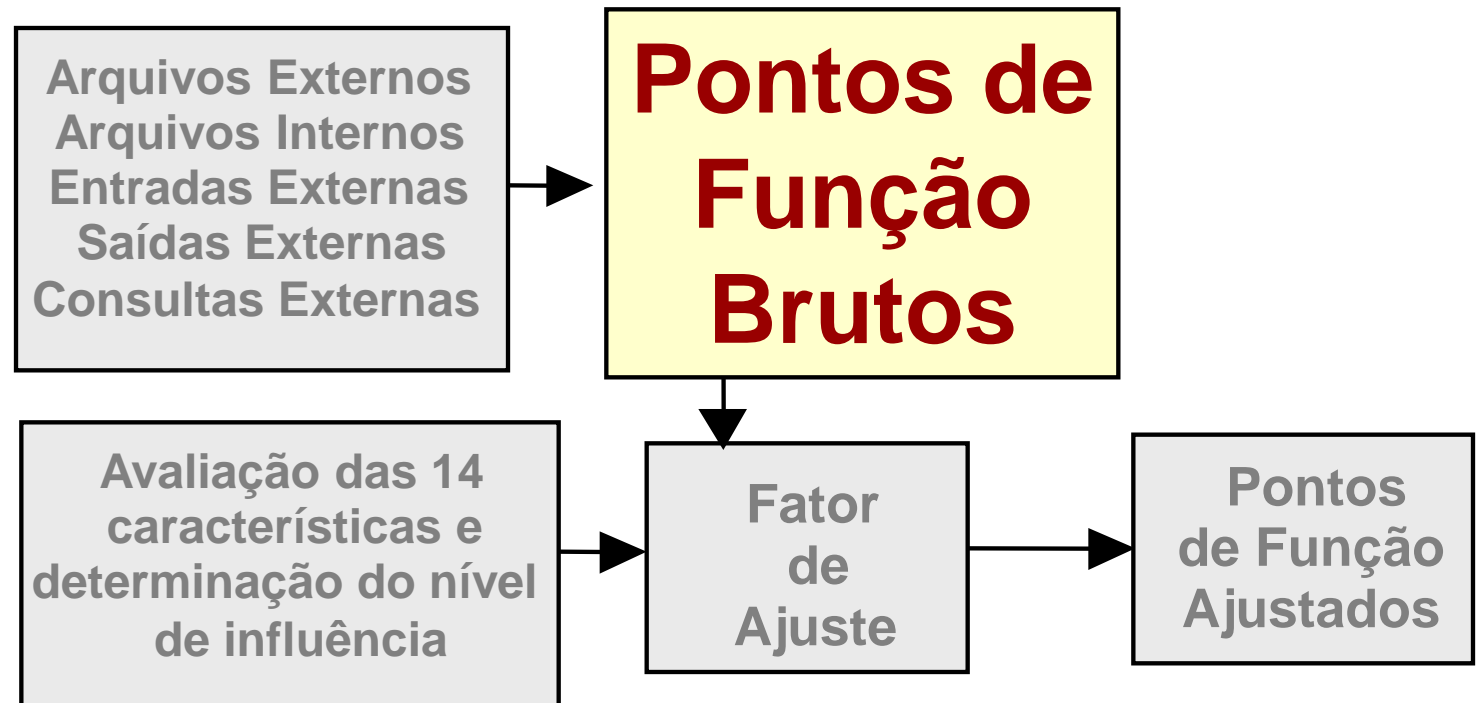 Arquivos Externos
Arquivos Internos
Entradas Externas
Saídas Externas
Consultas Externas
Pontos de
Função
Brutos
Avaliação das 14
características e
determinação do nível
de influência
Fator
de
Ajuste
Pontos
de Função
Ajustados